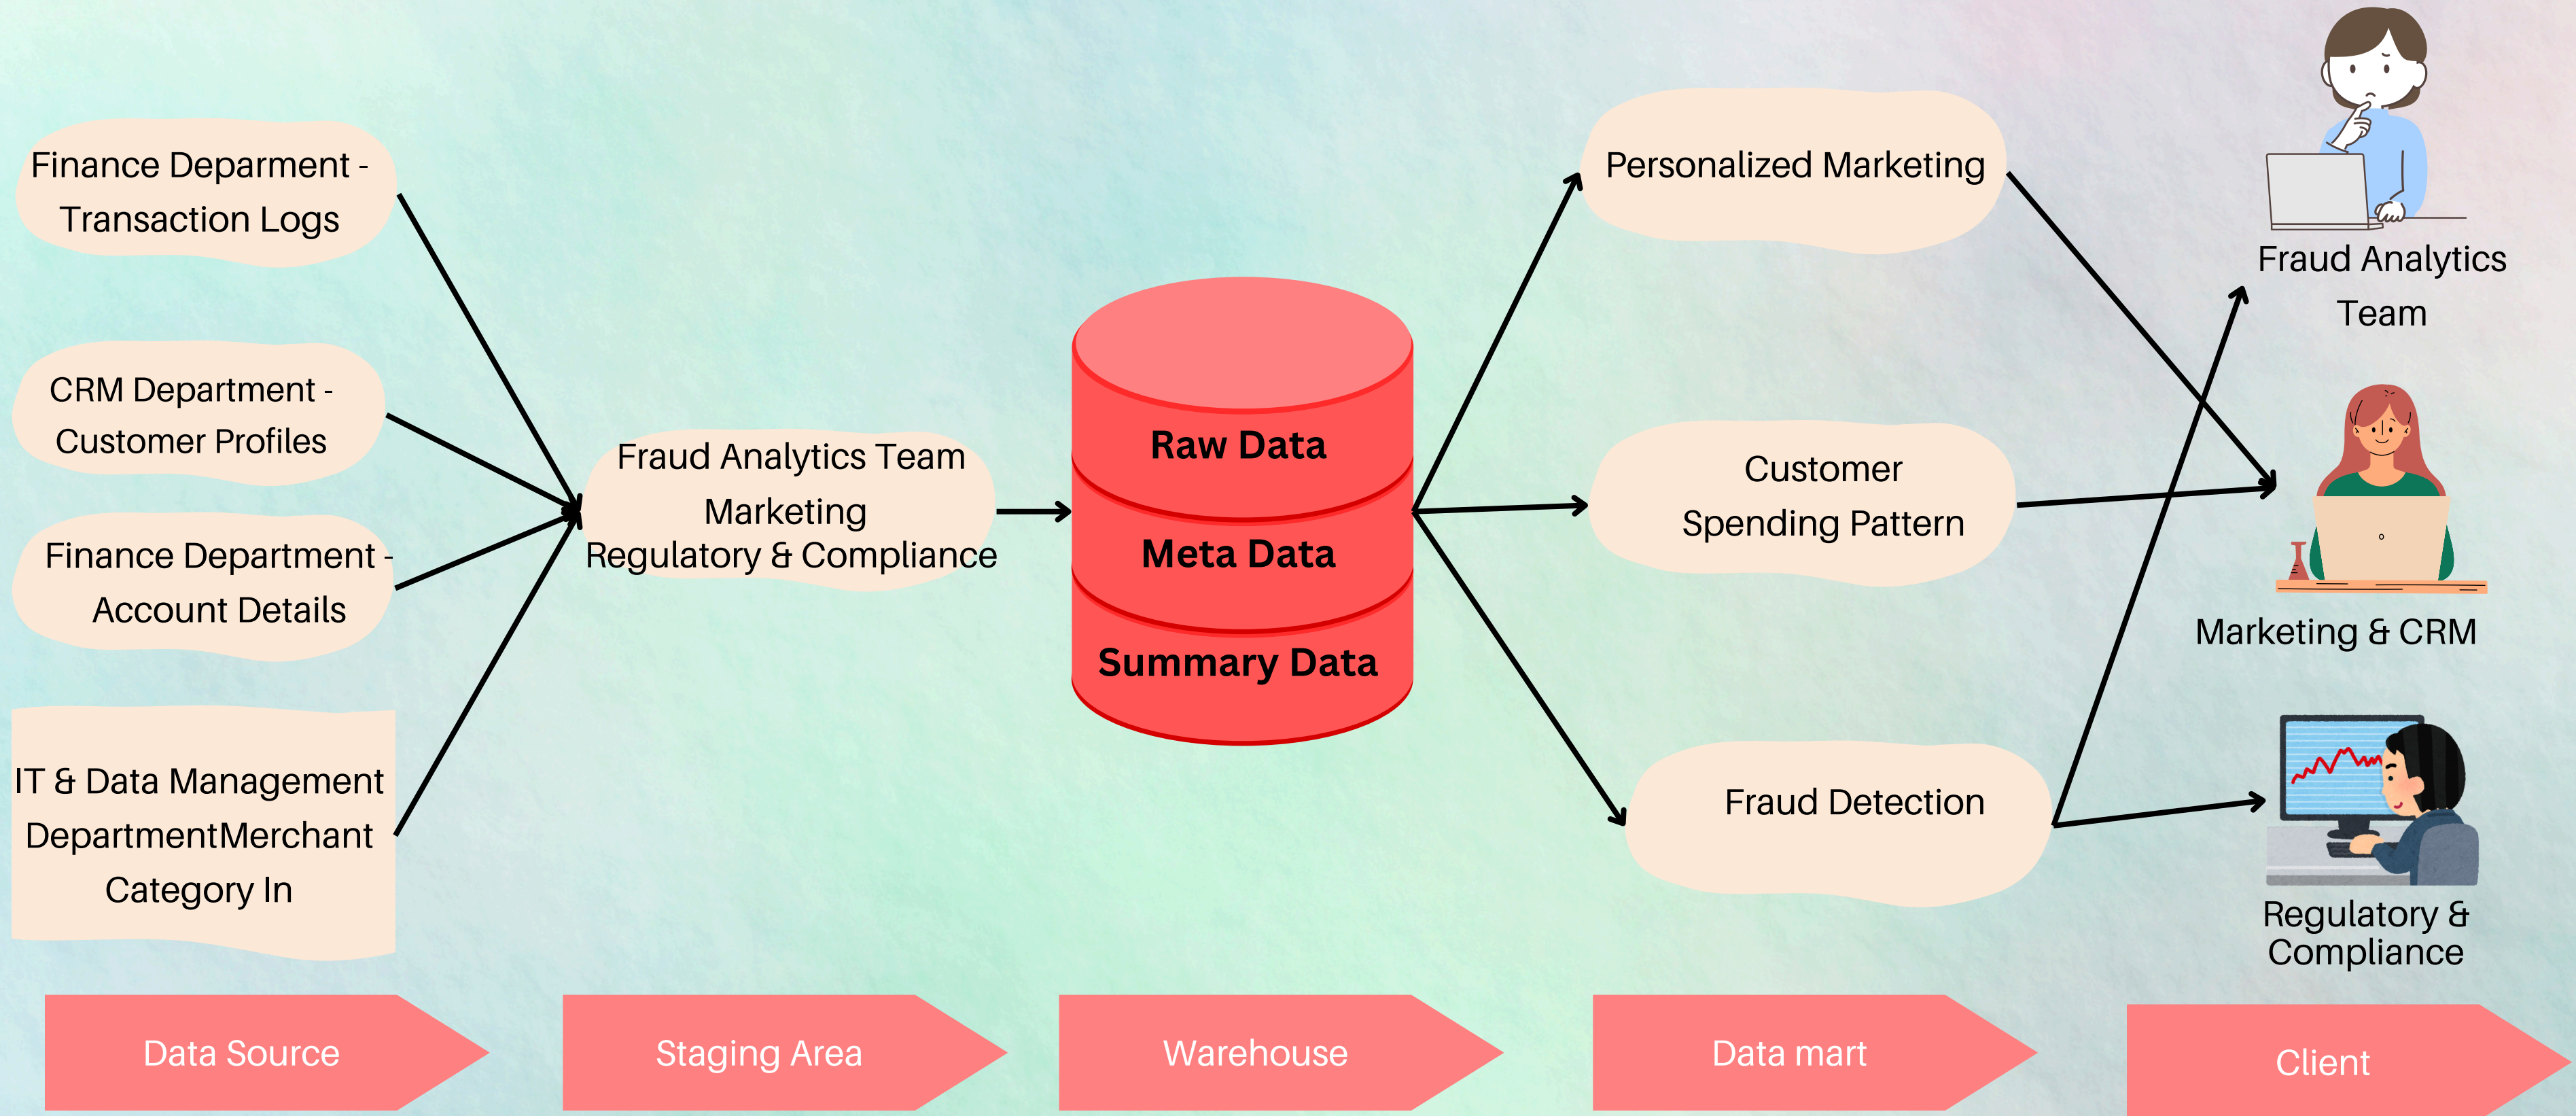 Finance Deparment -
Transaction Logs
CRM Department -
Customer Profiles
Finance Department -
Account Details
IT & Data Management
DepartmentMerchant
Category In
Fraud Analytics Team
Marketing
Regulatory & Compliance
Raw Data
Meta Data
Summary Data
Personalized Marketing
Customer
Spending Pattern
Fraud Detection
Fraud Analytics
Team
Marketing & CRM
Regulatory &
Compliance
Data Source
Staging Area
Warehouse
Data mart
Client